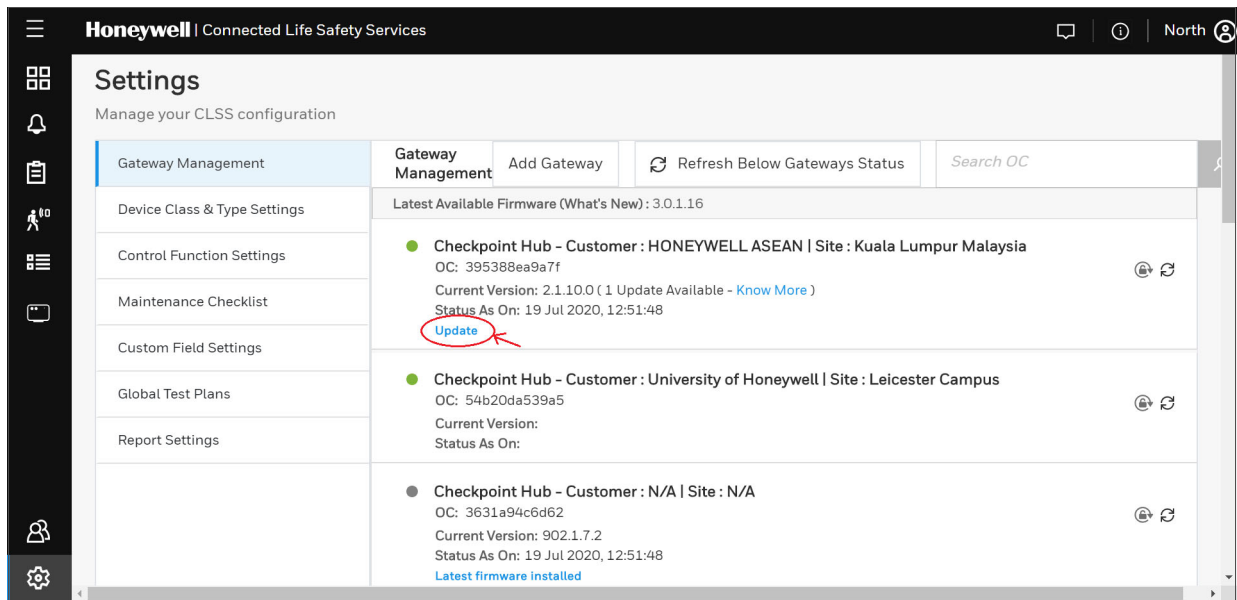 Honeywell | Connected Life Safety Services
North
Settings
Manage your CLSS configuration
Gateway Management
Device Class & Type Settings
Control Function Settings
Maintenance Checklist
Custom Field Settings
Global Test Plans
Report Settings
Gateway
Management
Add Gateway
Refresh Below Gateways Status
Search OC
Latest Available Firmware (What's New) : 3.0.1.16
Checkpoint Hub - Customer : HONEYWELL ASEAN | Site : Kuala Lumpur Malaysia
OC: 395388ea9a7f
Current Version: 2.1.10.0 ( 1 Update Available - Know More )
Status As On: 19 Jul 2020, 12:51:48
Update
Checkpoint Hub - Customer : University of Honeywell | Site : Leicester Campus
OC: 54b20da539a5
Current Version:
Status As On:
Checkpoint Hub - Customer : N/A | Site : N/A
OC: 3631a94c6d62
Current Version: 902.1.7.2
Status As On: 19 Jul 2020, 12:51:48
Latest firmware installed